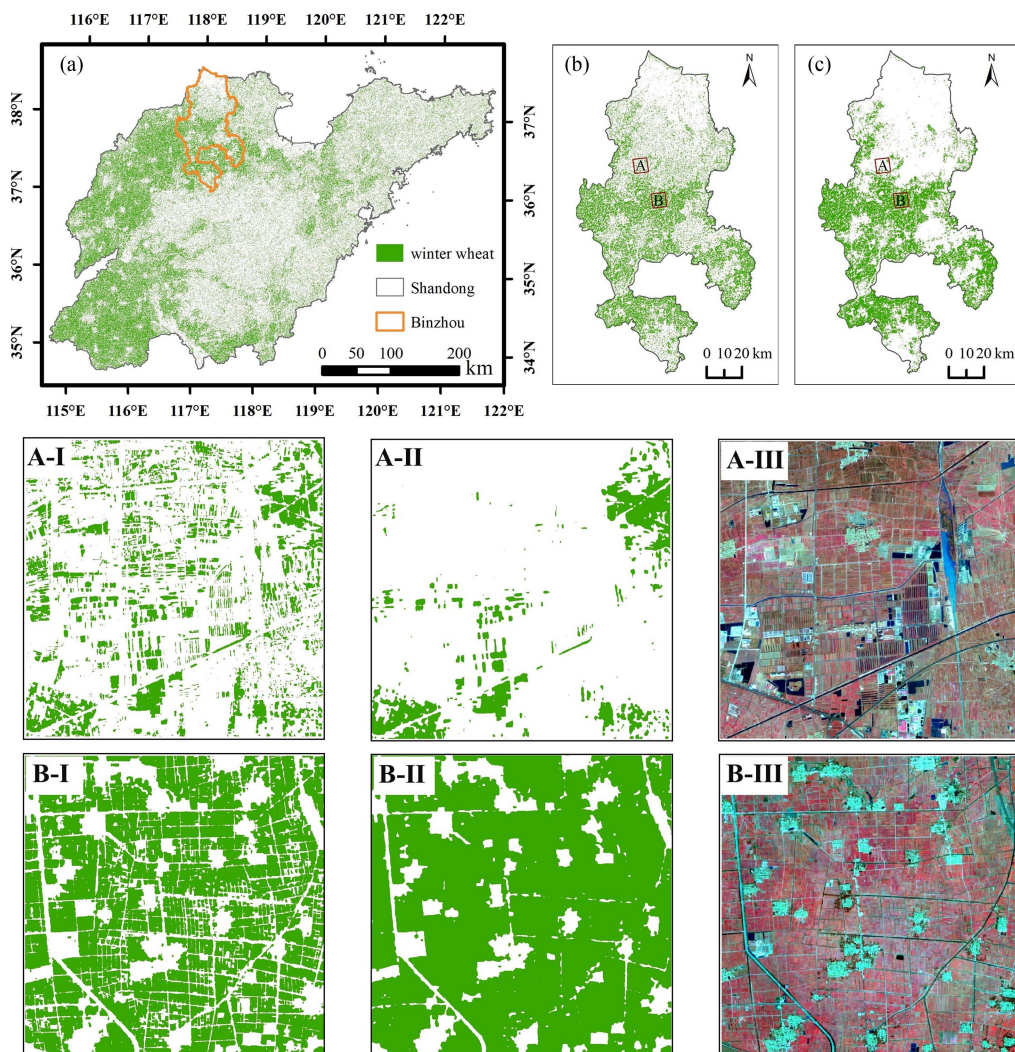 116°E 117°E 118°E 119°E 120°E 121°E 122°E
(a)
38°N
37°N
36°N
35°N
37°N
36°N
35°N
34°N
winter wheat
Shandong
Binzhou
0 50 100 200
km
115°E 116°E 117°E 118°E 119°E 120°E 121°E 122°E
(b)
N
A
B
0 10 20 km
(c)
N
A
B
0 10 20 km
A-I
A-II
A-III
B-I
B-II
B-III